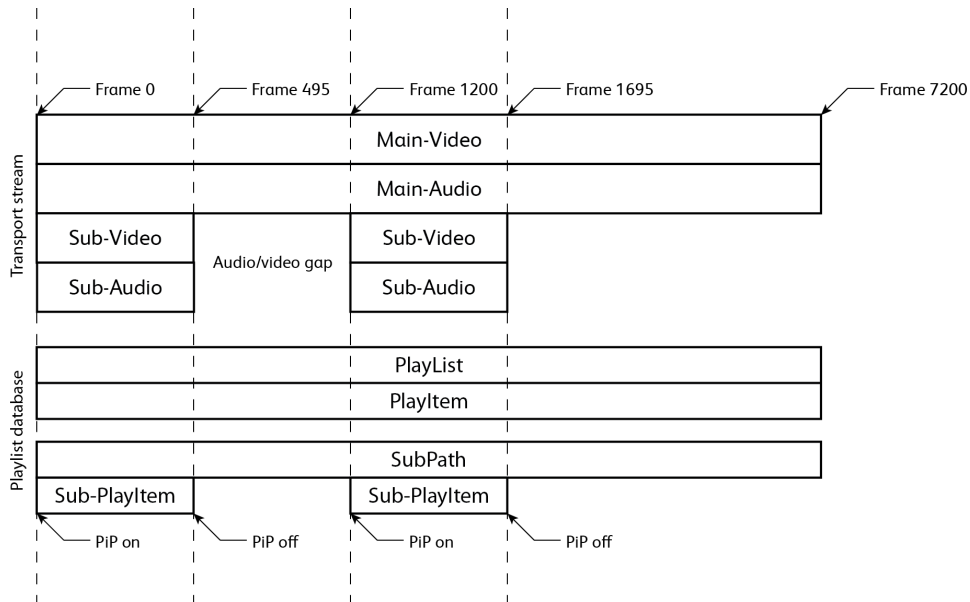 Frame 0
Frame 495
Frame 1200
Frame 1695
Frame 7200
Transport stream
Main-Video
Main-Audio
Sub-Video
Sub-Audio
Audio/video gap
Sub-Video
Sub-Audio
Playlist database
PlayList
PlayItem
SubPath
Sub-PlayItem
Sub-PlayItem
PiP on
PiP off
PiP on
PiP off